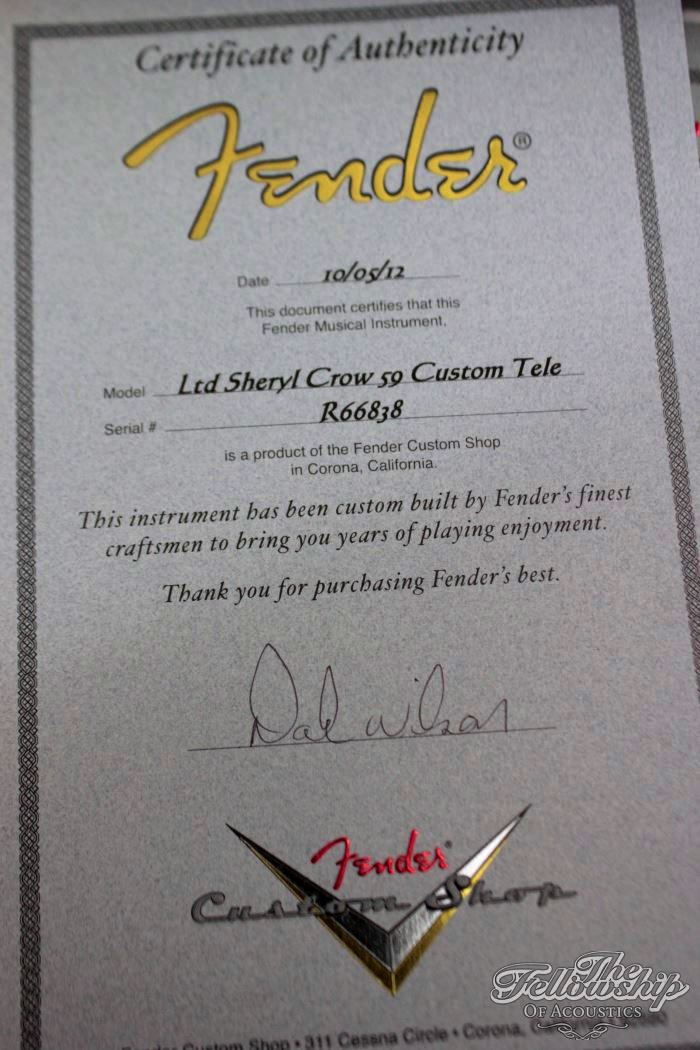 Certificate of Authenticity
Fender®
Date 10/05/12
This document certifies that this
Fender Musical Instrument,
Model Ltd Sheryl Crow 59 Custom Tele
Serial # R66838
is a product of the Fender Custom Shop
in Corona, California.
This instrument has been custom built by Fender's finest
craftsmen to bring you years of playing enjoyment.
Thank you for purchasing Fender's best.
Dale Wilson
Fender®
Custom Shop
The
Fellowship
OF ACOUSTICS
Fender Custom Shop • 311 Cessna Circle • Corona,